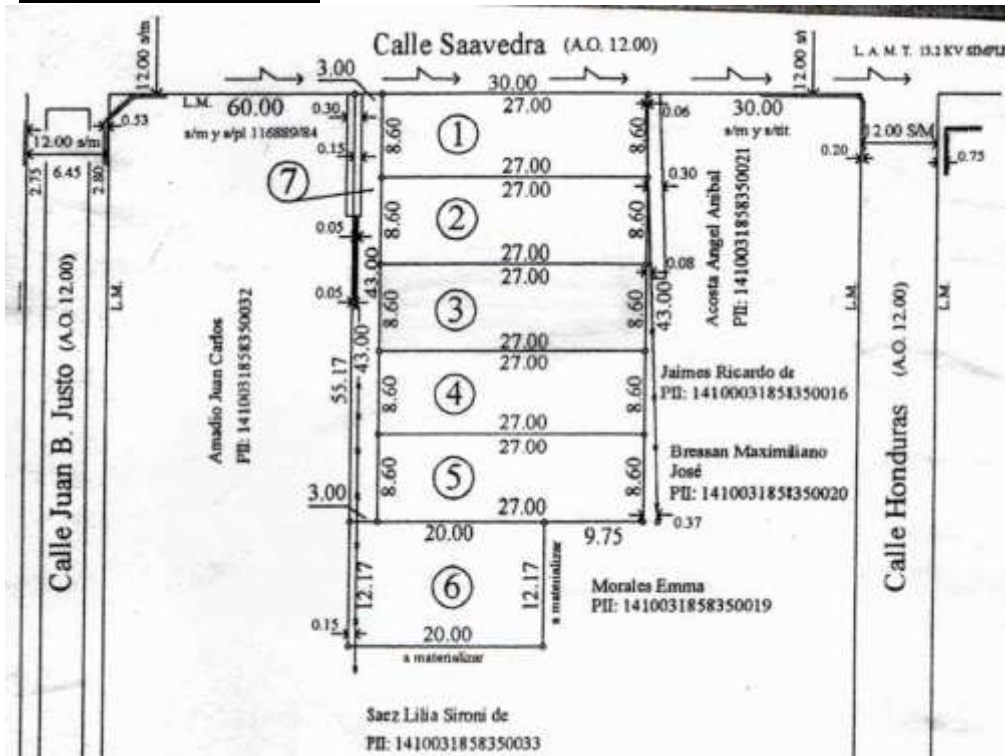 Calle Saavedra (A.O. 12.00)
L. A. M. T. 13.2 KV
12.00 s/m
12.00 s/
3.00
30.00
L.M.
60.00
0.30
27.00
0.06
30.00
0.53
s/m y s/pl 116889/84
8.60
1
8.60
s/m y s/tit
12.00 s/m
12.00 S/M
0.15
27.00
0.20
0.75
2.75
6.45
2.80
7
27.00
0.30
8.60
2
8.60
Acosta Angel Anibal
PII: 1410031858350021
0.05
27.00
0.08
0.05
43.00
27.00
43.00
8.60
3
8.60
L.M.
L.M.
Calle Juan B. Justo (A.O. 12.00)
Amadio Juan Carlos
PII: 1410031858350032
55.17
43.00
27.00
27.00
8.60
4
8.60
Jaimes Ricardo de
PII: 14100031858350016
27.00
27.00
8.60
5
8.60
Bressan Maximiliano
José
PII: 1410031858350020
Calle Honduras (A.O. 12.00)
3.00
27.00
20.00
9.75
0.37
12.17
6
12.17
a materializar
Morales Emma
PII: 1410031858350019
0.15
20.00
a materializar
Saez Lilia Sironi de
PII: 1410031858350033